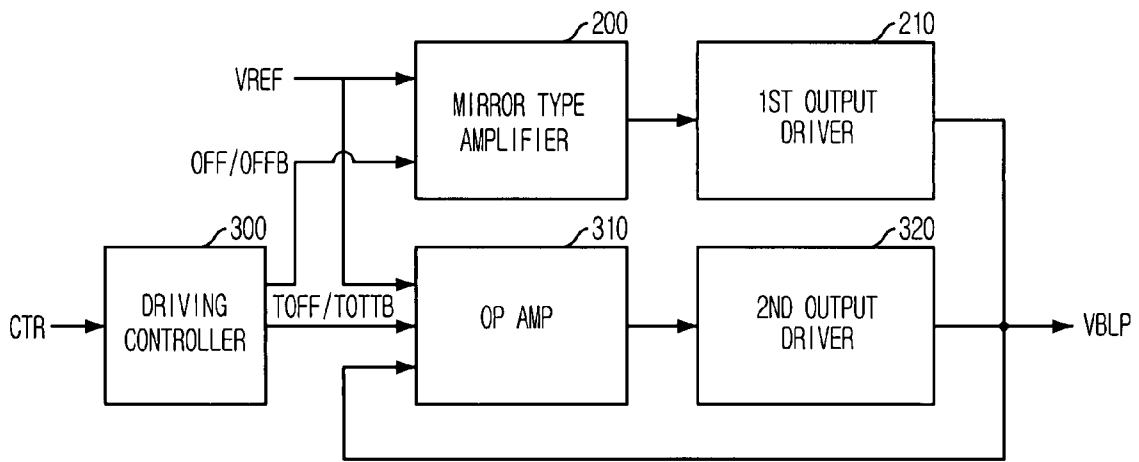 200
210
VREF
MIRROR TYPE
AMPLIFIER
1ST OUTPUT
DRIVER
OFF/OFFB
300
310
320
CTR
DRIVING
CONTROLLER
TOFF/TOTTB
OP AMP
2ND OUTPUT
DRIVER
VBLP